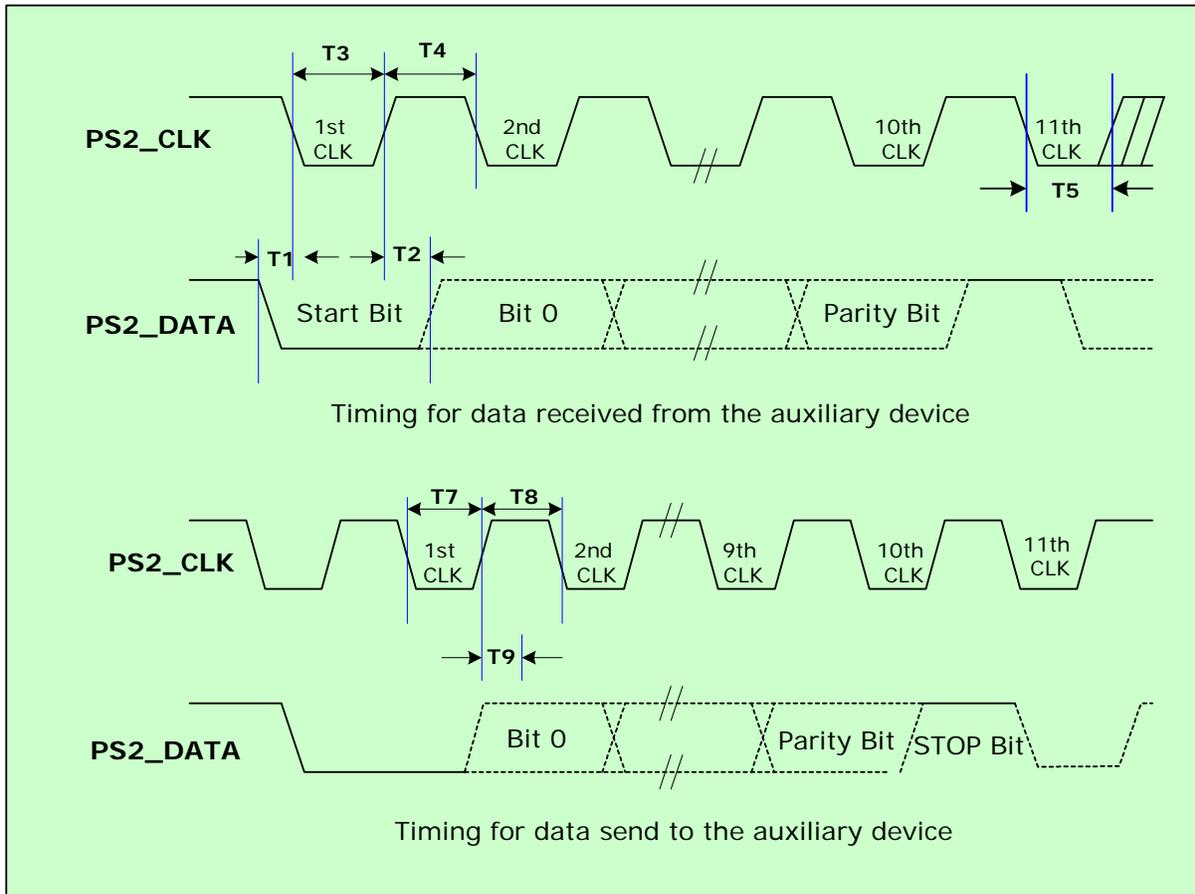 T3
T4
PS2_CLK
1st
CLK
2nd
CLK
10th
CLK
11th
CLK
T5
T1
T2
PS2_DATA
Start Bit
Bit 0
Parity Bit
Timing for data received from the auxiliary device
T7
T8
PS2_CLK
1st
CLK
2nd
CLK
9th
CLK
10th
CLK
11th
CLK
T9
PS2_DATA
Bit 0
Parity Bit
STOP Bit
Timing for data send to the auxiliary device